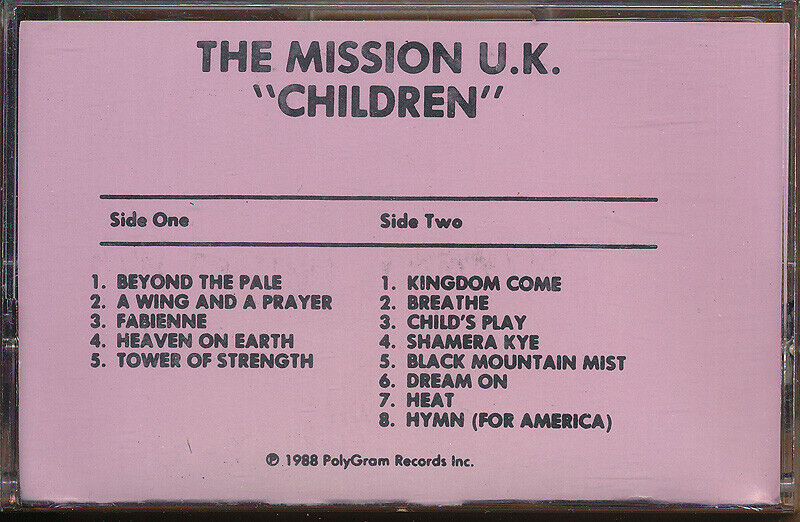 THE MISSION U.K.
"CHILDREN"
Side One
1. BEYOND THE PALE
2. A WING AND A PRAYER
3. FABIENNE
4. HEAVEN ON EARTH
5. TOWER OF STRENGTH
Side Two
1. KINGDOM COME
2. BREATHE
3. CHILD'S PLAY
4. SHAMERA KYE
5. BLACK MOUNTAIN MIST
6. DREAM ON
7. HEAT
8. HYMN (FOR AMERICA)
℗ 1988 PolyGram Records Inc.